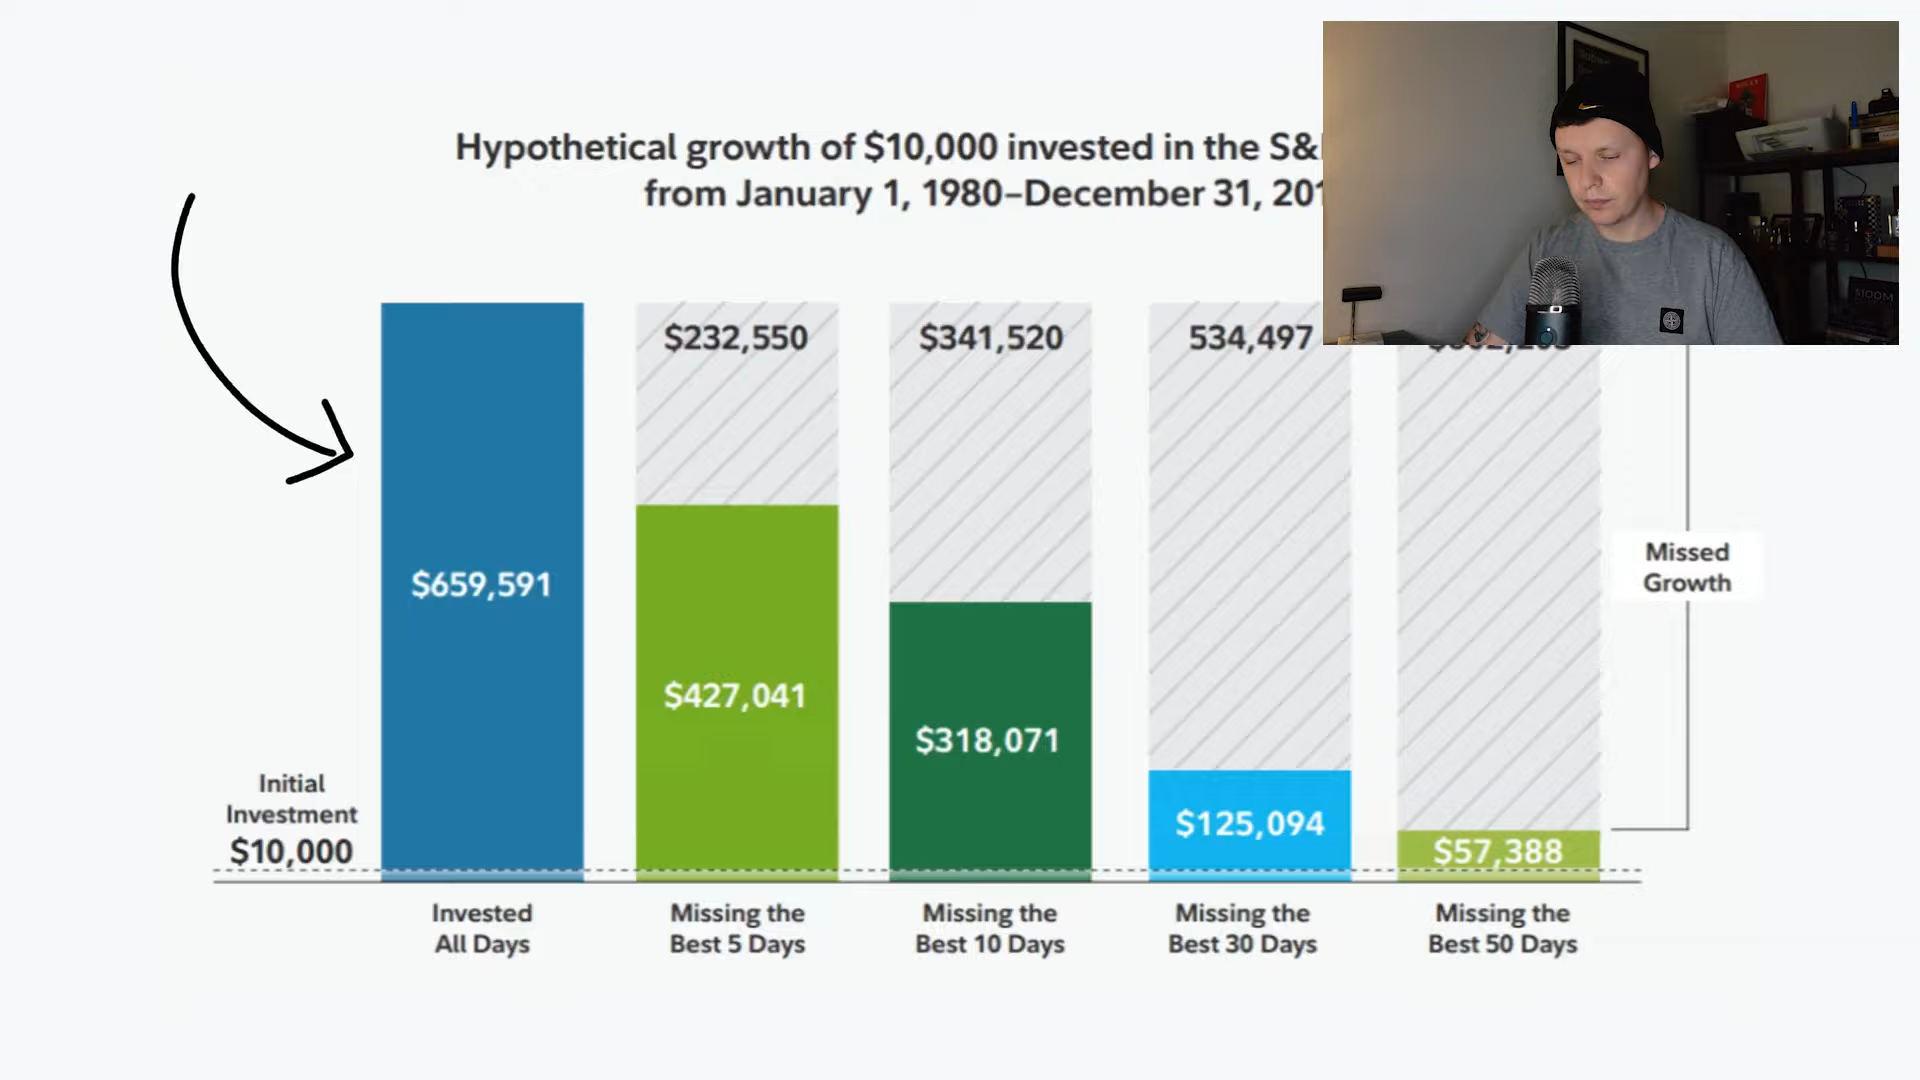 Hypothetical growth of $10,000 invested in the S&
from January 1, 1980–December 31, 201
$232,550
$341,520
534,497
$659,591
$427,041
$318,071
$125,094
$57,388
Missed
Growth
Initial
Investment
$10,000
Invested
All Days
Missing the
Best 5 Days
Missing the
Best 10 Days
Missing the
Best 30 Days
Missing the
Best 50 Days